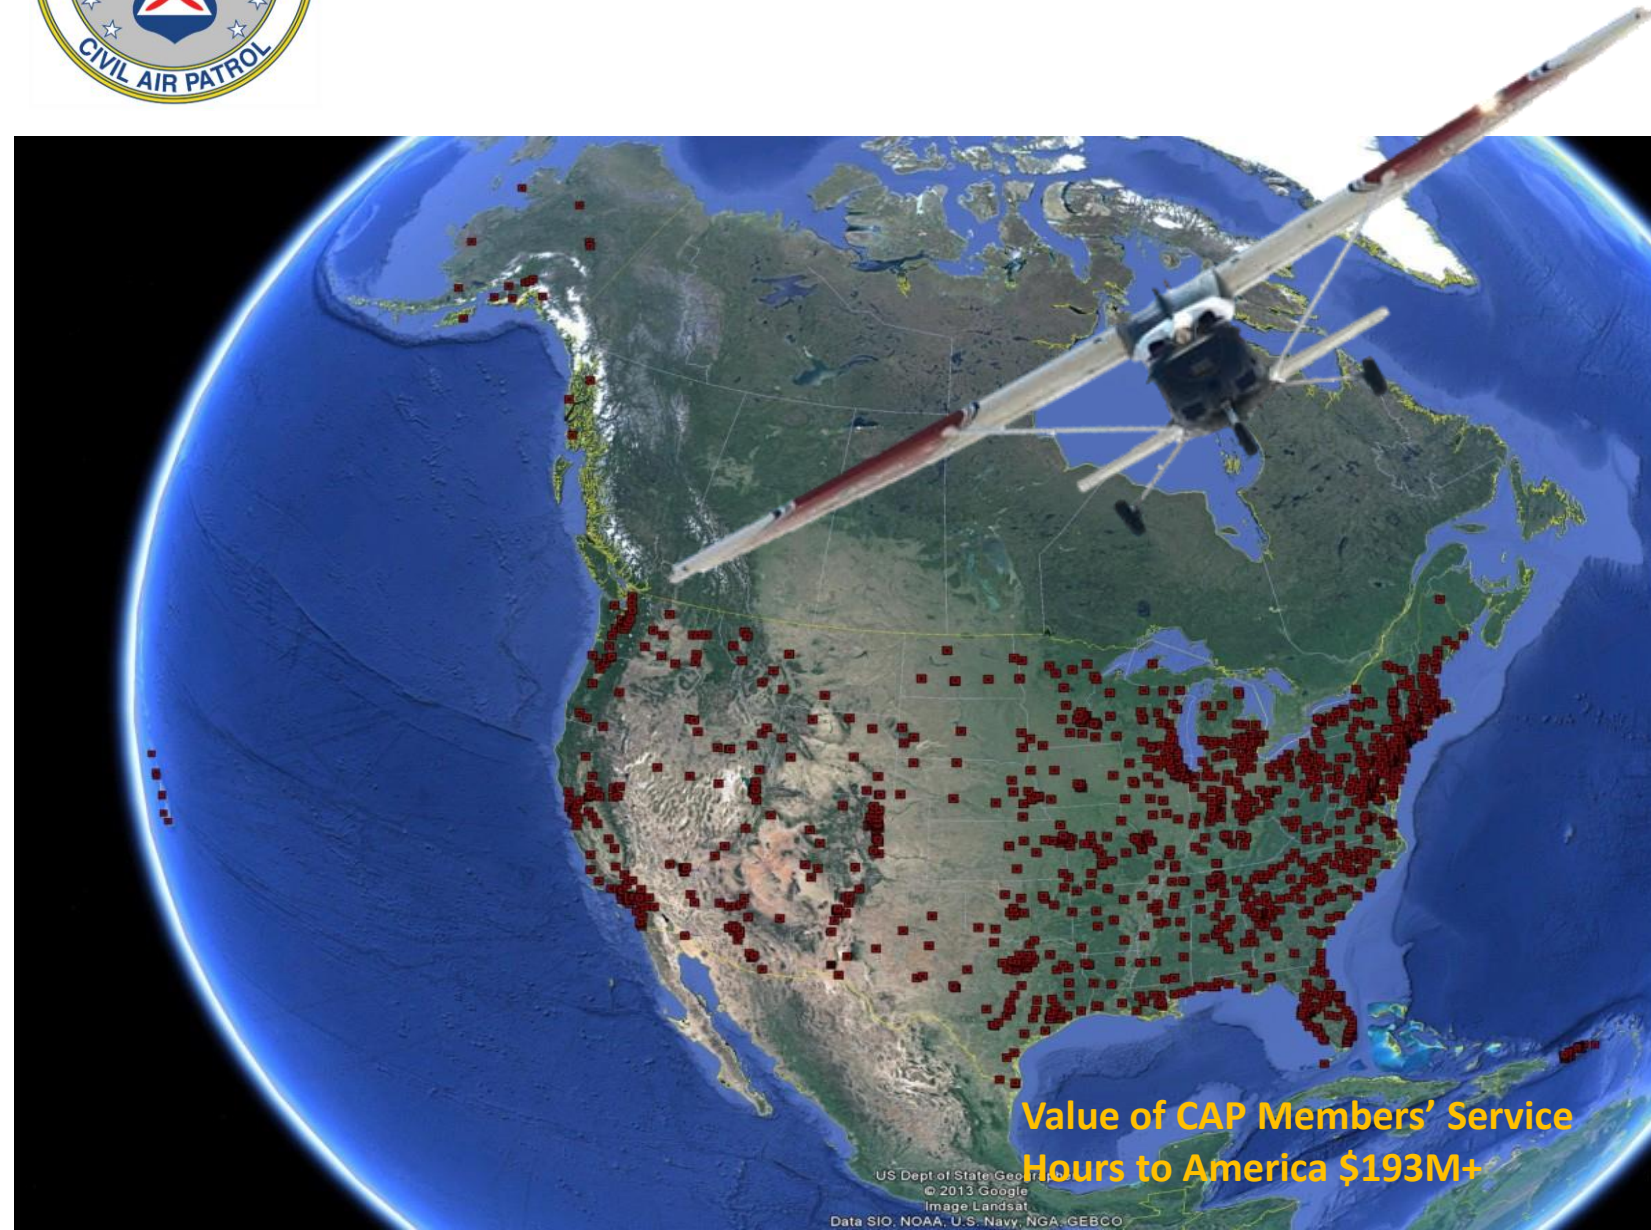 CIVIL AIR PATROL
Value of CAP Members’ Service
Hours to America $193M+
US Dept of State Geographer
© 2013 Google
Image Landsat
Data SIO, NOAA, U.S. Navy, NGA, GEBCO